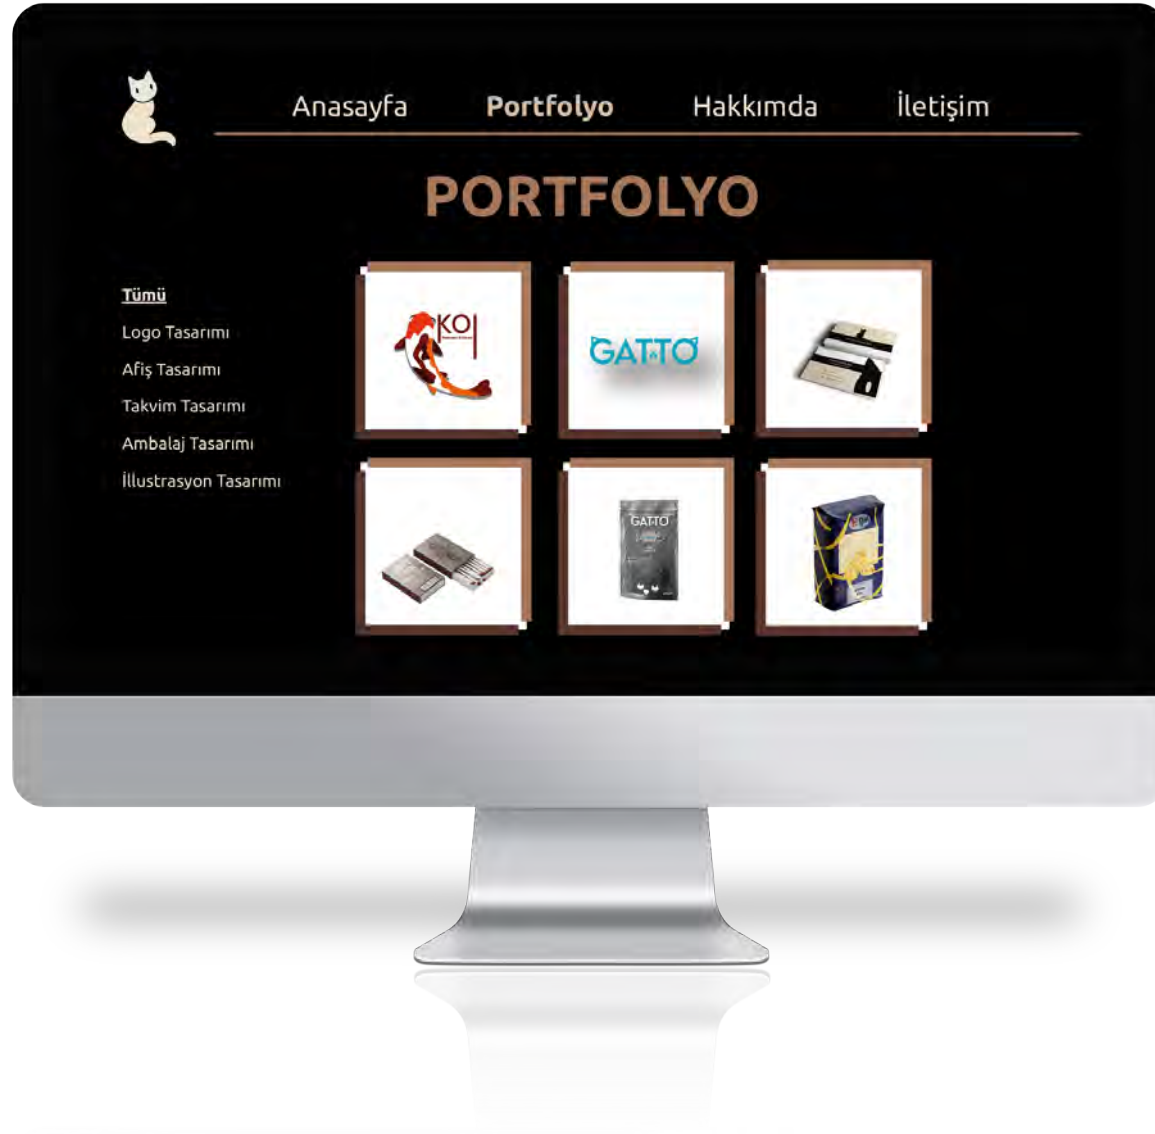 Anasayfa Portfolyo Hakkımda İletişim
PORTFOLYO
Tümü
Logo Tasarımı
Afiş Tasarımı
Takvim Tasarımı
Ambalaj Tasarımı
İllustrasyon Tasarımı
KOI
GATTO
GATTO